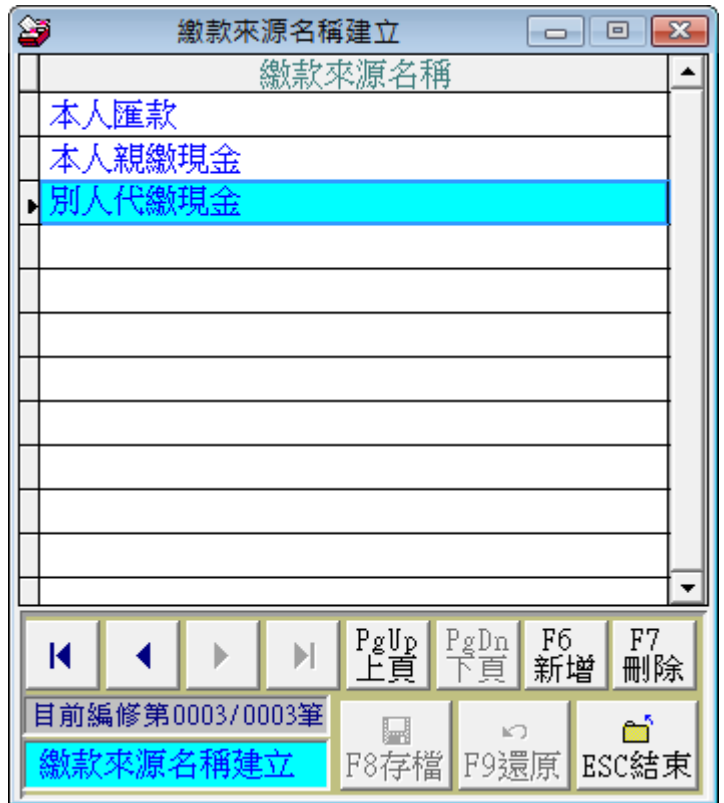 繳款來源名稱建立
繳款來源名稱
本人匯款
本人親繳現金
別人代繳現金
PgUp
上頁
PgDn
下頁
F6
新增
F7
刪除
目前編修第0003/0003筆
繳款來源名稱建立
F8存檔
F9還原
ESC結束